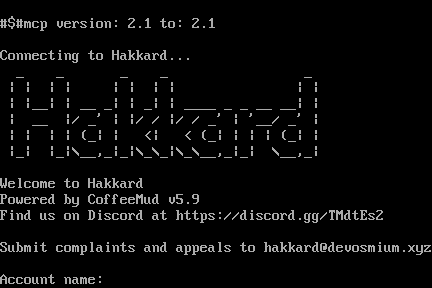 #$#mcp version: 2.1 to: 2.1
Connecting to Hakkard...
Hakkard
Welcome to Hakkard
Powered by CoffeeMud v5.9
Find us on Discord at https://discord.gg/TMdtEs2
Submit complaints and appeals to hakkard@devosmium.xyz
Account name: